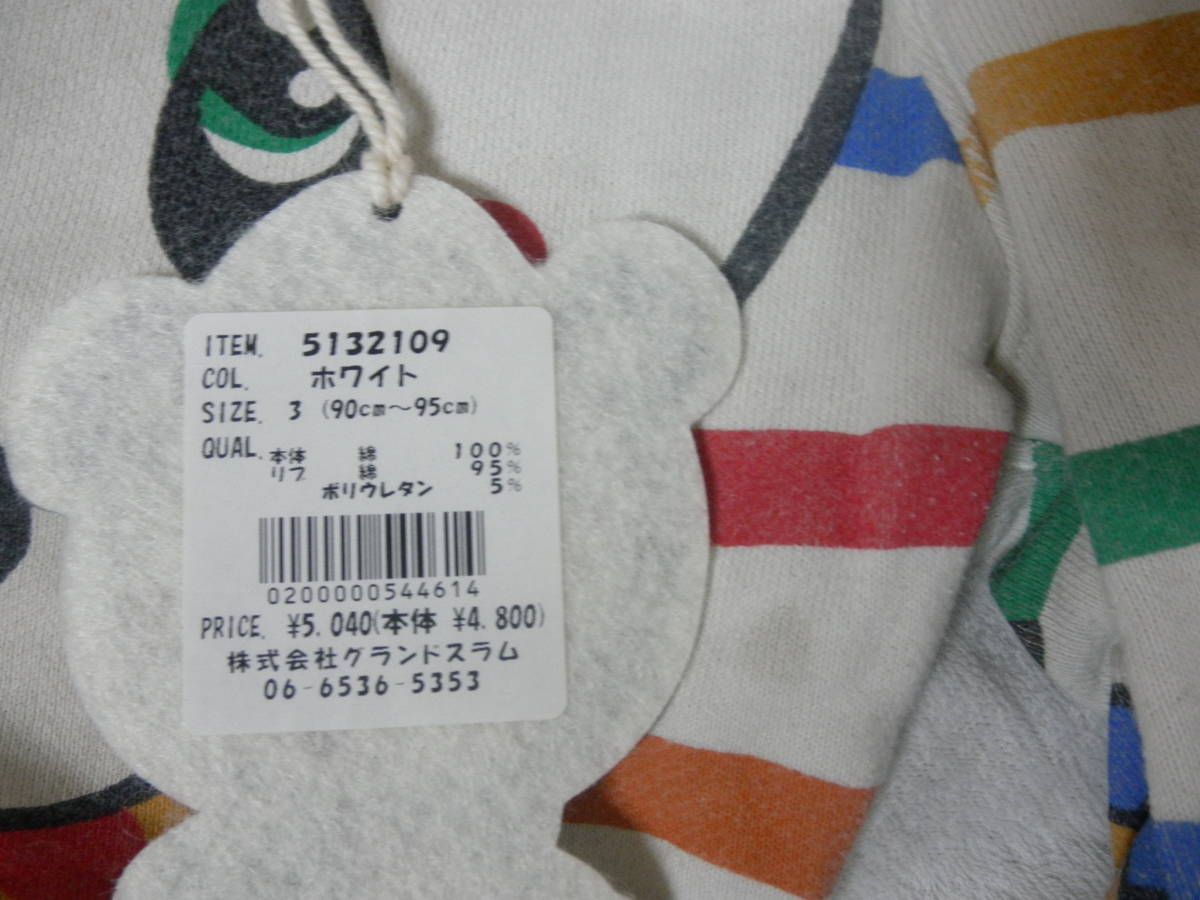 ITEM. 5132109
COL. ホワイト
SIZE. 3 (90cm～95cm)
QUAL. 本体 綿 100%
リブ 綿 95%
ポリウレタン 5%
0200000544614
PRICE. ¥5.040(本体 ¥4.800)
株式会社グランドスラム
06-6536-5353